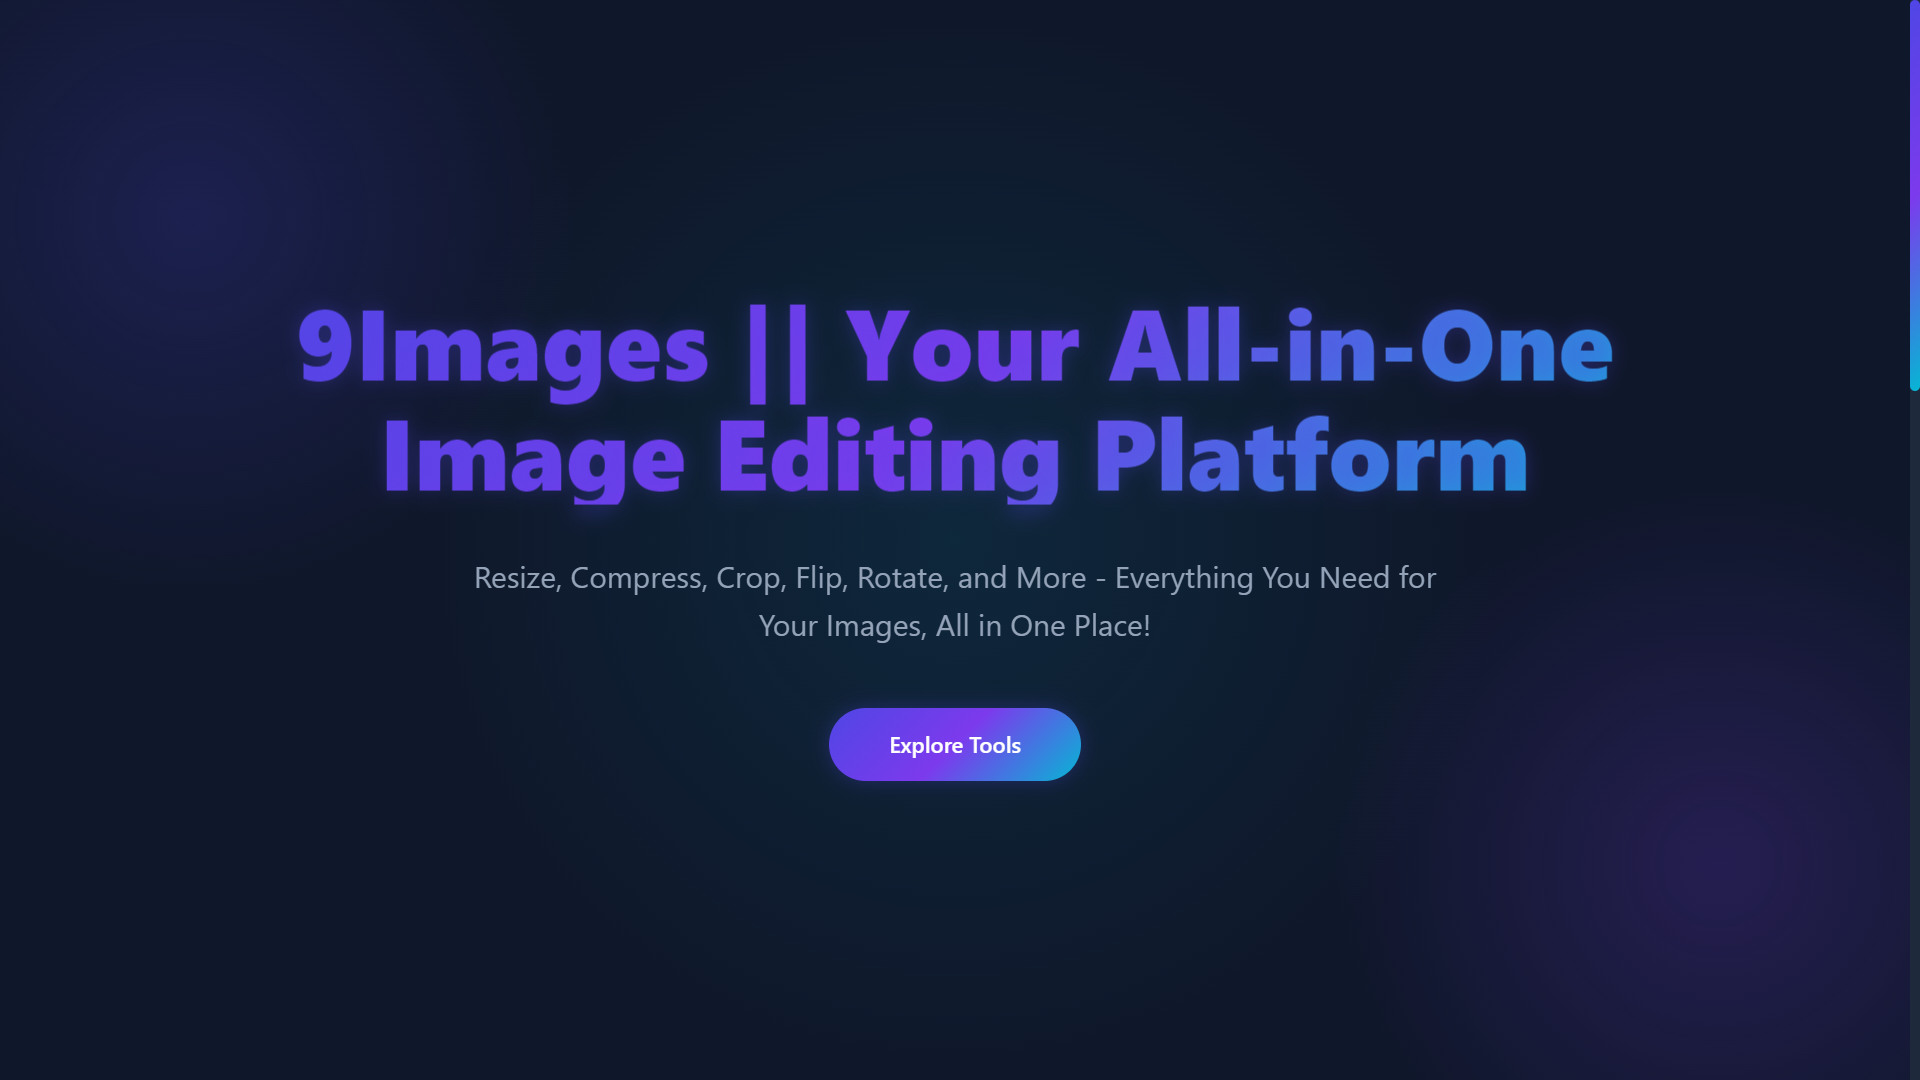 9Images || Your All-in-One
Image Editing Platform
Resize, Compress, Crop, Flip, Rotate, and More - Everything You Need for
Your Images, All in One Place!
Explore Tools